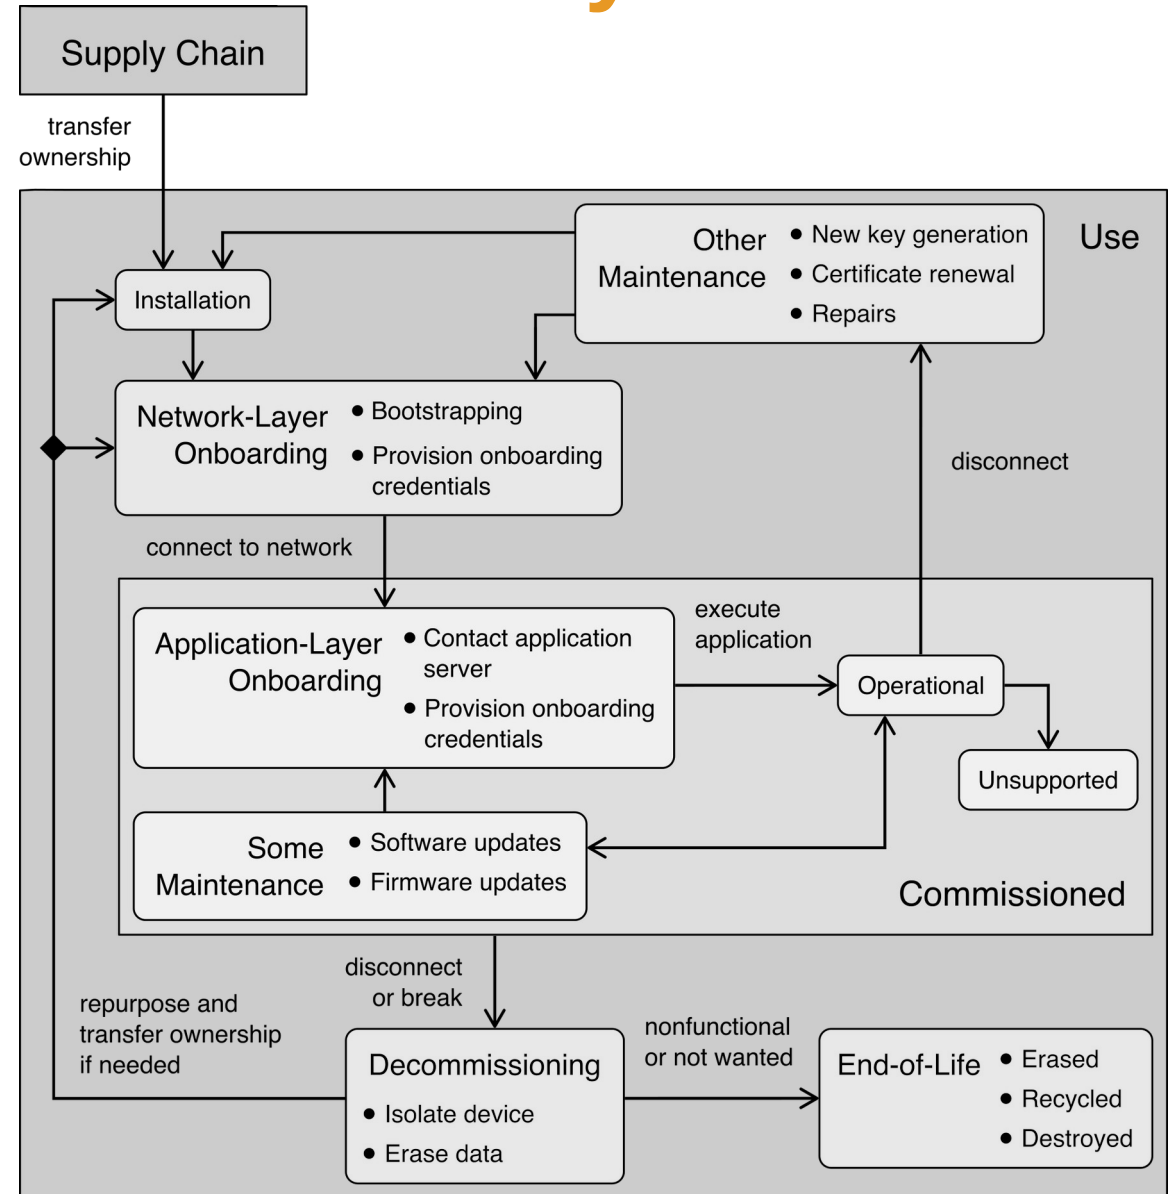 Supply Chain
transfer
ownership
Use
Other
Maintenance
• New key generation
• Certificate renewal
• Repairs
Installation
Network-Layer
Onboarding
• Bootstrapping
• Provision onboarding
credentials
disconnect
connect to network
Application-Layer
Onboarding
• Contact application
server
• Provision onboarding
credentials
execute
application
Operational
Unsupported
Some
Maintenance
• Software updates
• Firmware updates
Commissioned
disconnect
or break
repurpose and
transfer ownership
if needed
Decommissioning
• Isolate device
• Erase data
nonfunctional
or not wanted
End-of-Life
• Erased
• Recycled
• Destroyed